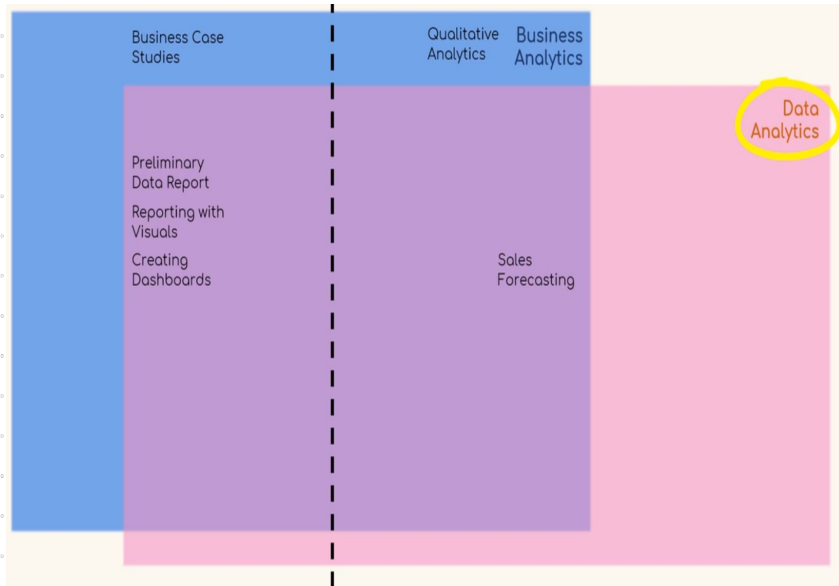 Business Case
Studies
Qualitative
Analytics
Business
Analytics
Data
Analytics
Preliminary
Data Report
Reporting with
Visuals
Creating
Dashboards
Sales
Forecasting